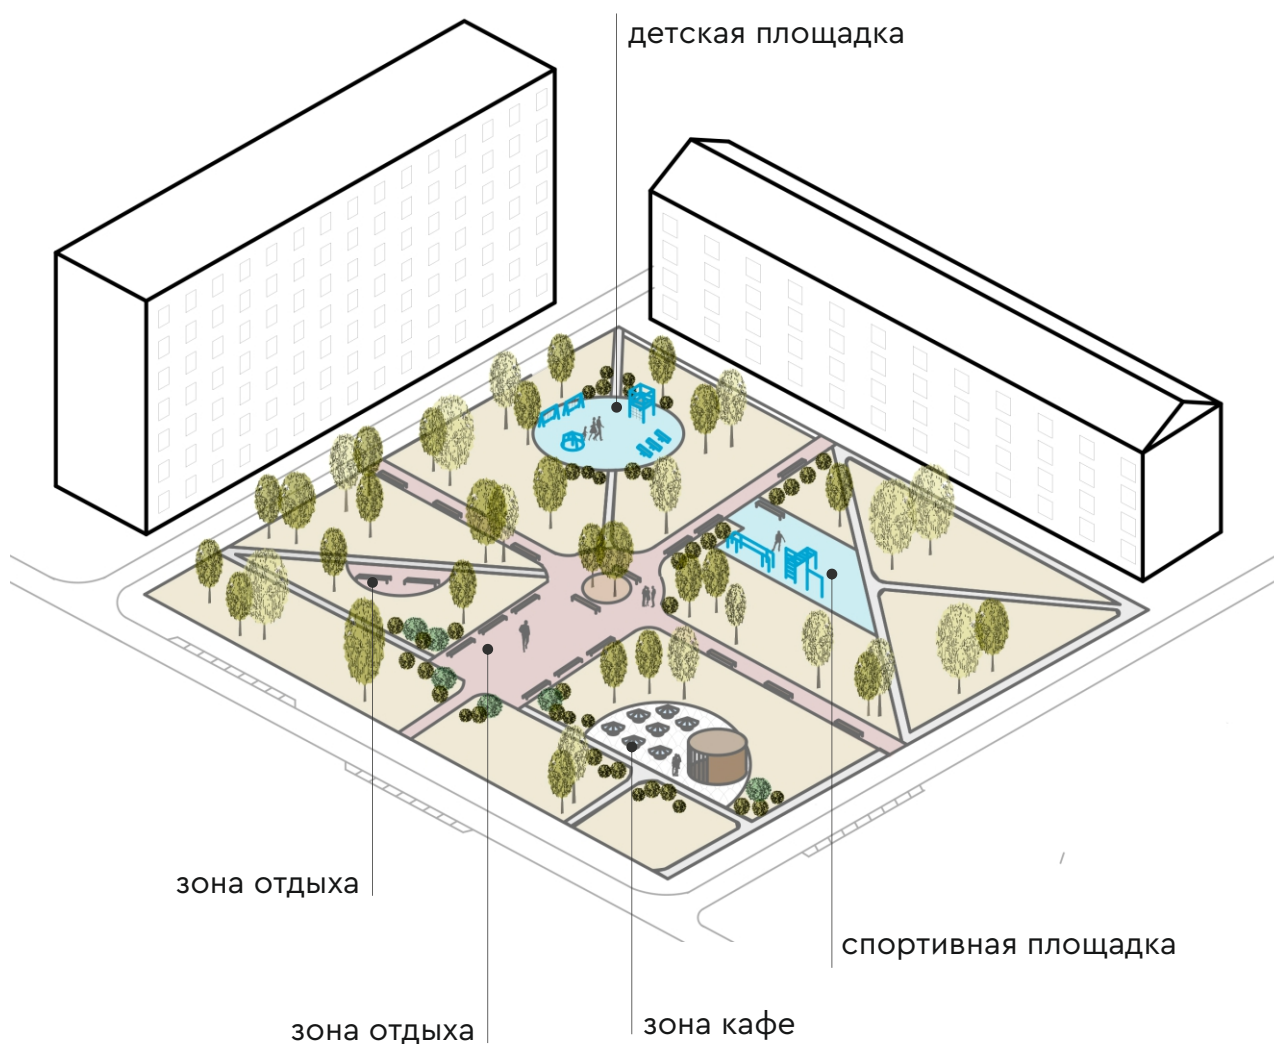 детская площадка
зона отдыха
спортивная площадка
зона отдыха
зона кафе